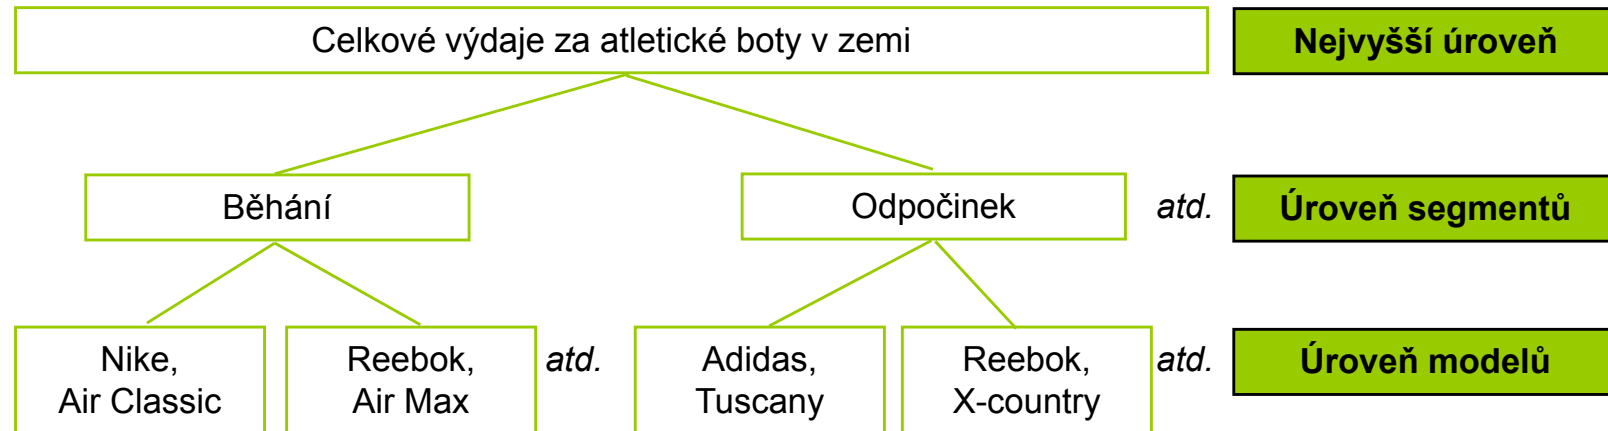 Celkové výdaje za atletické boty v zemi
Nejvyšší úroveň
Běhání
Odpočinek
atd.
Úroveň segmentů
Nike,
Air Classic
Reebok,
Air Max
atd.
Adidas,
Tuscany
Reebok,
X-country
atd.
Úroveň modelů